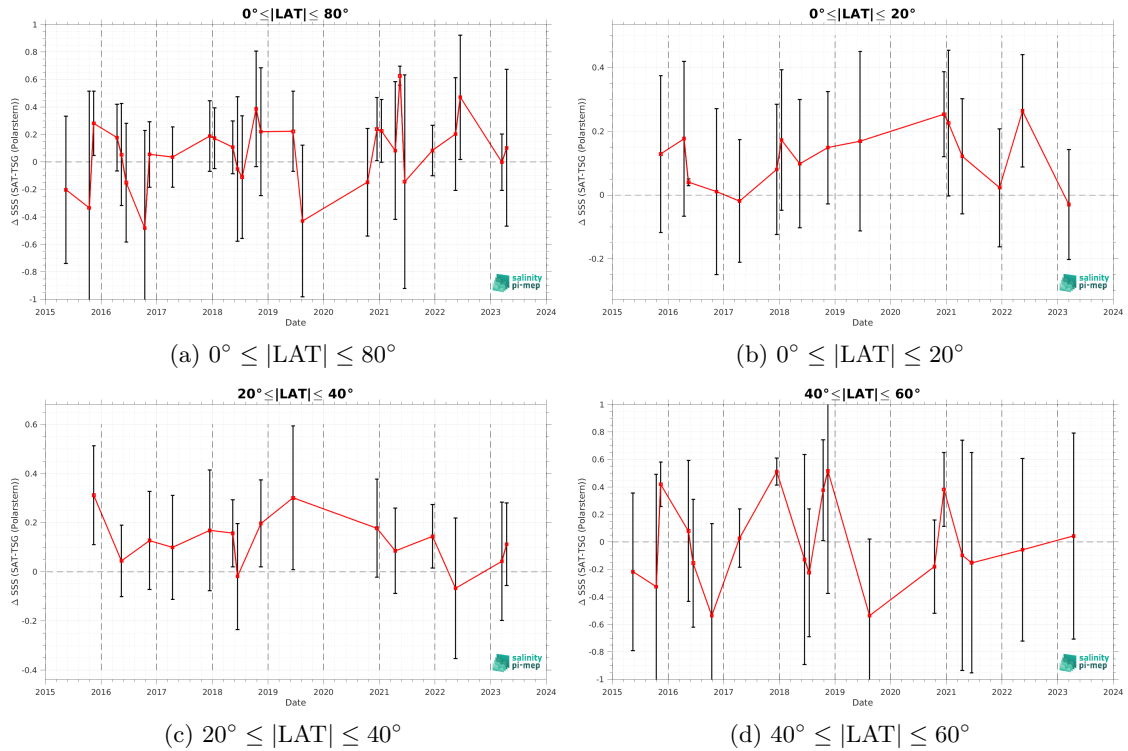 0°≤|LAT|≤ 80°
Δ SSS (SAT-TSG (Polarstern))
1
0.8
0.6
0.4
0.2
0
-0.2
-0.4
-0.6
-0.8
-1
2015 2016 2017 2018 2019 2020 2021 2022 2023 2024
Date
salinity
pi-mep
(a) 0° ≤ |LAT| ≤ 80°
0°≤|LAT|≤ 20°
Δ SSS (SAT-TSG (Polarstern))
0.4
0.2
0
-0.2
2015 2016 2017 2018 2019 2020 2021 2022 2023 2024
Date
salinity
pi-mep
(b) 0° ≤ |LAT| ≤ 20°
20°≤|LAT|≤ 40°
Δ SSS (SAT-TSG (Polarstern))
0.6
0.4
0.2
0
-0.2
-0.4
2015 2016 2017 2018 2019 2020 2021 2022 2023 2024
Date
salinity
pi-mep
(c) 20° ≤ |LAT| ≤ 40°
40°≤|LAT|≤ 60°
Δ SSS (SAT-TSG (Polarstern))
1
0.8
0.6
0.4
0.2
0
-0.2
-0.4
-0.6
-0.8
-1
2015 2016 2017 2018 2019 2020 2021 2022 2023 2024
Date
salinity
pi-mep
(d) 40° ≤ |LAT| ≤ 60°